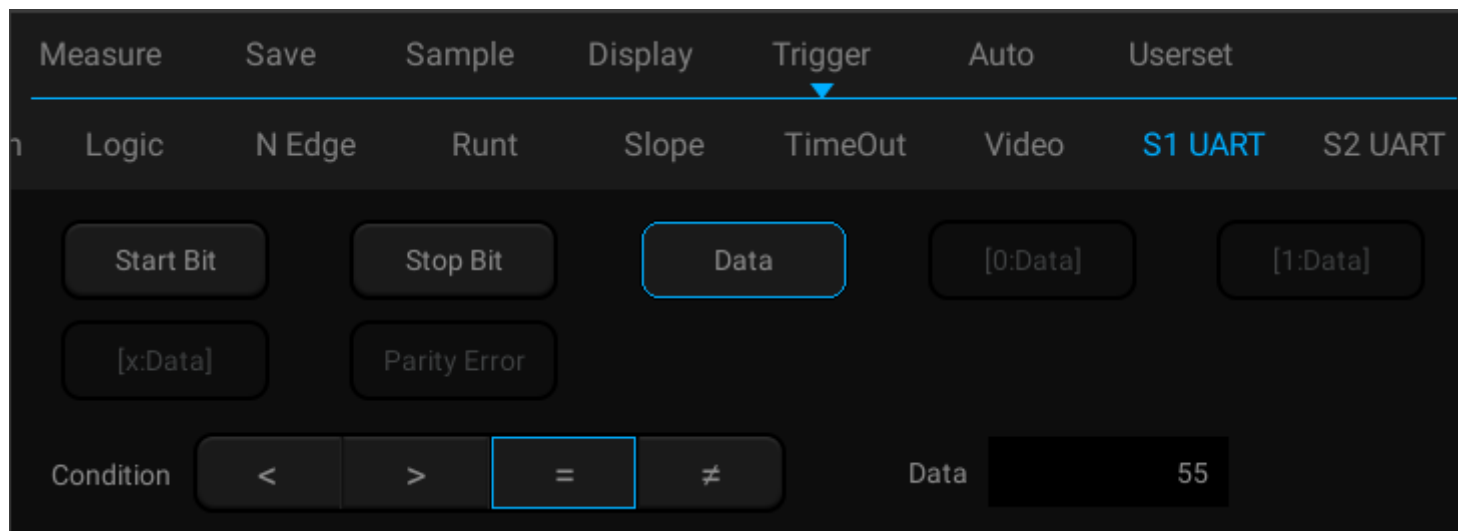 Measure Save Sample Display Trigger Auto Userset
Logic N Edge Runt Slope TimeOut Video S1 UART S2 UART
Start Bit Stop Bit Data [0:Data] [1:Data]
[x:Data] Parity Error
Condition < > = ≠ Data 55